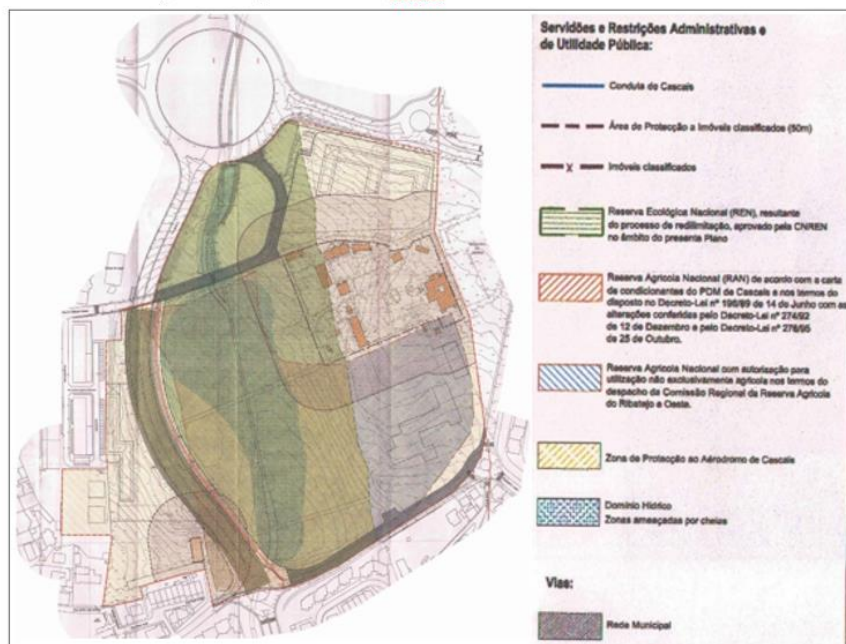 Servidões e Restrições Administrativas e
de Utilidade Pública:
Conduta de Cascais
Área de Protecção a Imóveis classificados (50m)
Imóveis classificados
Reserva Ecológica Nacional (REN), resultante
do processo de redilimitação, aprovado pela CNREN
no âmbito do presente Plano
Reserva Agrícola Nacional (RAN) de acordo com a carta
de condicionantes do PDM de Cascais e nos termos do
disposto no Decreto-Lei nº 196/89 de 14 de Junho com as
alterações conferidas pelo Decreto-Lei nº 274/92
de 12 de Dezembro e pelo Decreto-Lei nº 278/95
de 25 de Outubro.
Reserva Agrícola Nacional com autorização para
utilização não exclusivamente agrícola nos termos do
despacho da Comissão Regional da Reserva Agrícola
do Ribatejo e Oeste.
Zona de Protecção ao Aérodromo de Cascais
Domínio Hídrico
Zonas ameaçadas por cheias
Vias:
Rede Municipal